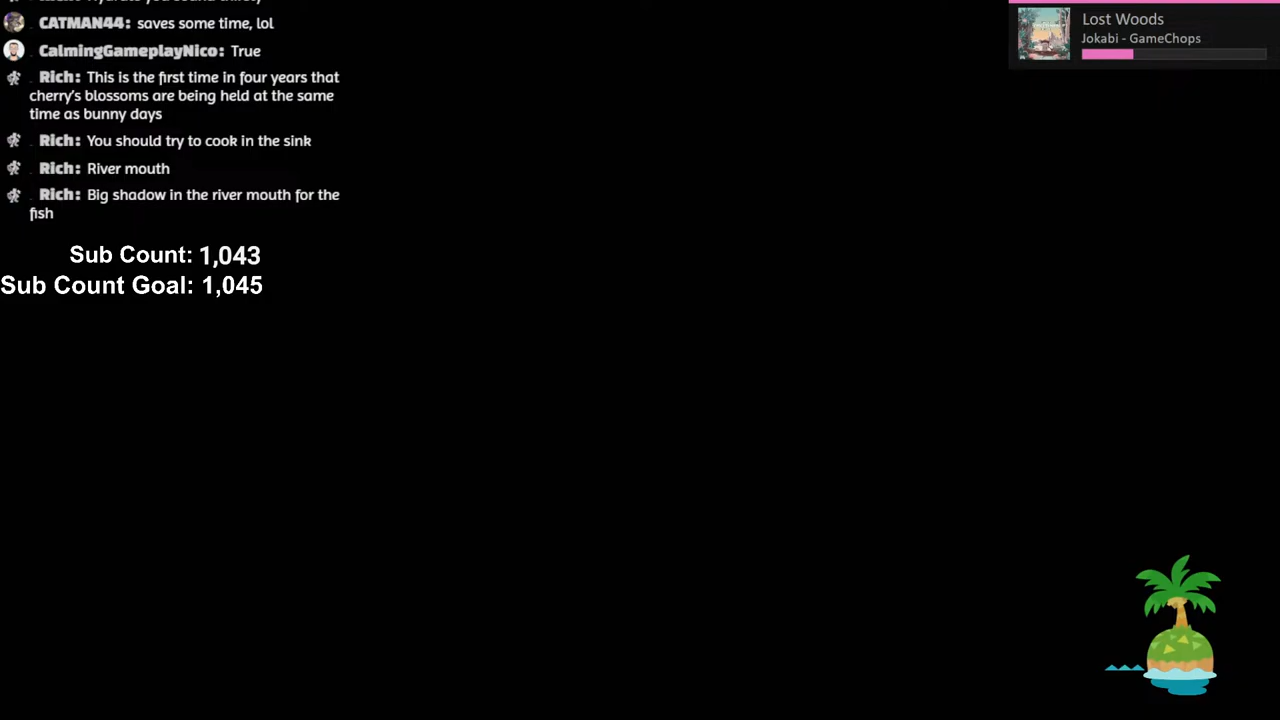 CATMAN44: saves some time, lol
CalmingGameplayNico: True
Rich: This is the first time in four years that
cherry's blossoms are being held at the same
time as bunny days
Rich: You should try to cook in the sink
Rich: River mouth
Rich: Big shadow in the river mouth for the
fish
Sub Count: 1,043
Sub Count Goal: 1,045
Lost Woods
Jokabi - GameChops